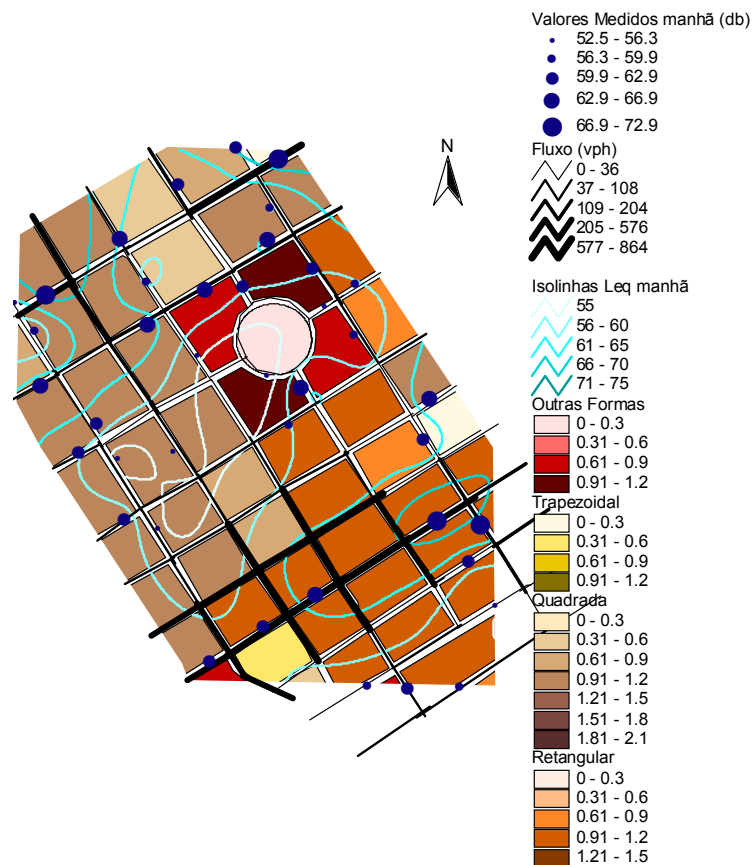 Valores Medidos manhã (db)
52.5 - 56.3
56.3 - 59.9
59.9 - 62.9
62.9 - 66.9
66.9 - 72.9
N
Fluxo (vph)
0 - 36
37 - 108
109 - 204
205 - 576
577 - 864
Isolinhas Leq manhã
55
56 - 60
61 - 65
66 - 70
71 - 75
Outras Formas
0 - 0.3
0.31 - 0.6
0.61 - 0.9
0.91 - 1.2
Trapezoidal
0 - 0.3
0.31 - 0.6
0.61 - 0.9
0.91 - 1.2
Quadrada
0 - 0.3
0.31 - 0.6
0.61 - 0.9
0.91 - 1.2
1.21 - 1.5
1.51 - 1.8
1.81 - 2.1
Retangular
0 - 0.3
0.31 - 0.6
0.61 - 0.9
0.91 - 1.2
1.21 - 1.5